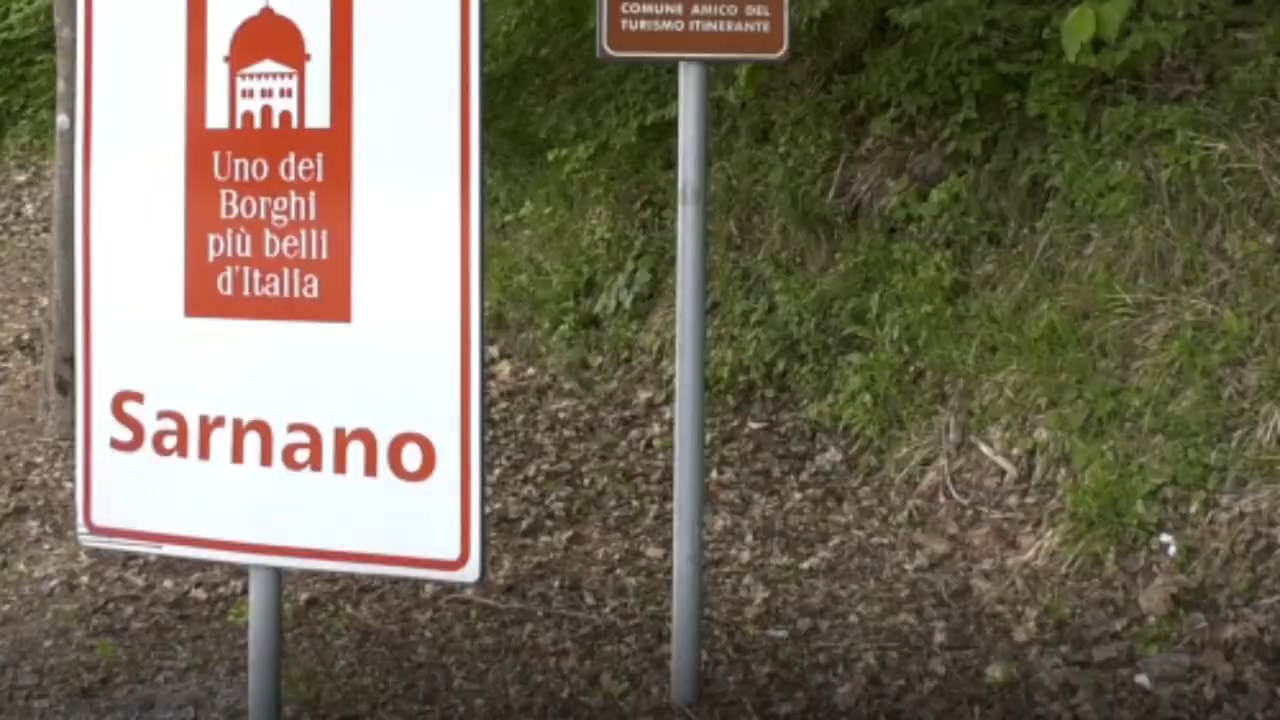 Uno dei
Borghi
più belli
d'Italia
Sarnano
COMUNE AMICO DEL
TURISMO ITINERANTE